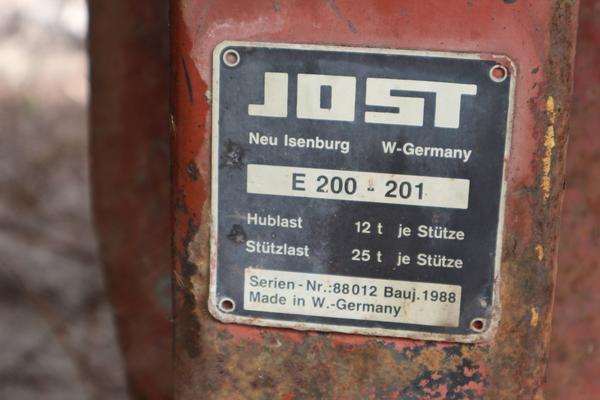 JOST
Neu Isenburg W-Germany
E 200 - 201
Hublast 12 t je Stütze
Stützlast 25 t je Stütze
Serien - Nr.:88012 Bauj.1988
Made in W.-Germany